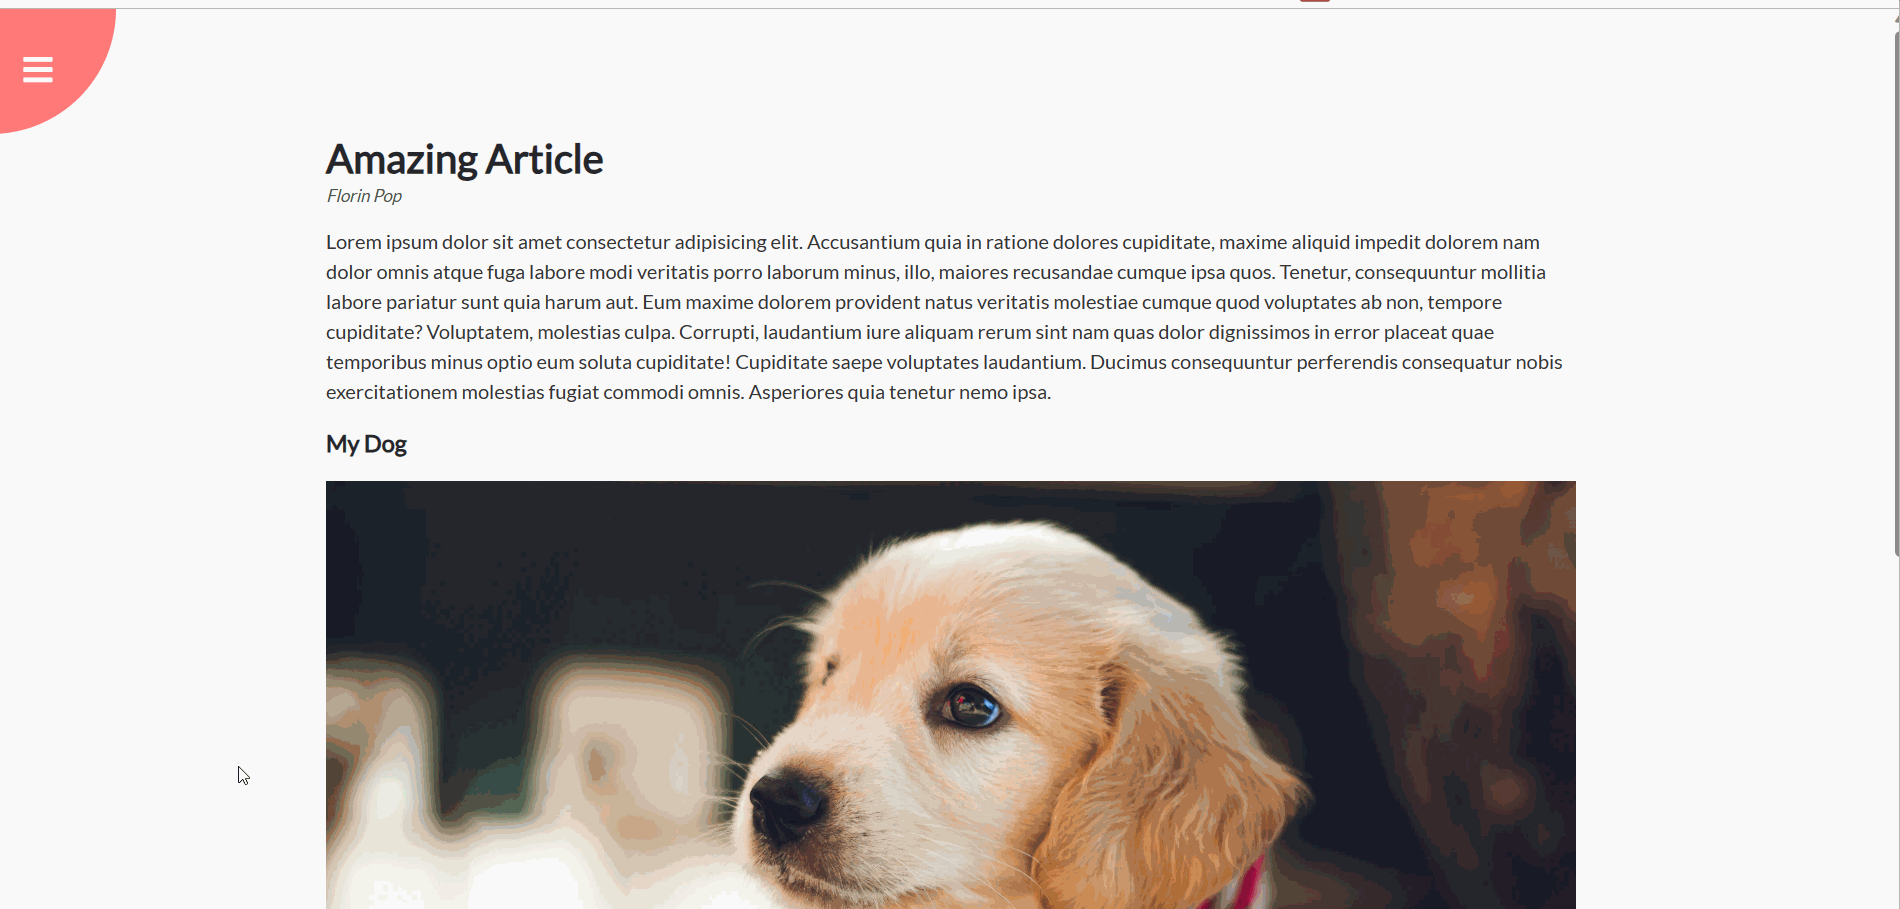 Amazing Article
Florin Pop
Lorem ipsum dolor sit amet consectetur adipisicing elit. Accusantium quia in ratione dolores cupiditate, maxime aliquid impedit dolorem nam
dolor omnis atque fuga labore modi veritatis porro laborum minus, illo, maiores recusandae cumque ipsa quos. Tenetur, consequuntur mollitia
labore pariatur sunt quia harum aut. Eum maxime dolorem provident natus veritatis molestiae cumque quod voluptates ab non, tempore
cupiditate? Voluptatem, molestias culpa. Corrupti, laudantium iure aliquam rerum sint nam quas dolor dignissimos in error placeat quae
temporibus minus optio eum soluta cupiditate! Cupiditate saepe voluptates laudantium. Ducimus consequuntur perferendis consequatur nobis
exercitationem molestias fugiat commodi omnis. Asperiores quia tenetur nemo ipsa.
My Dog